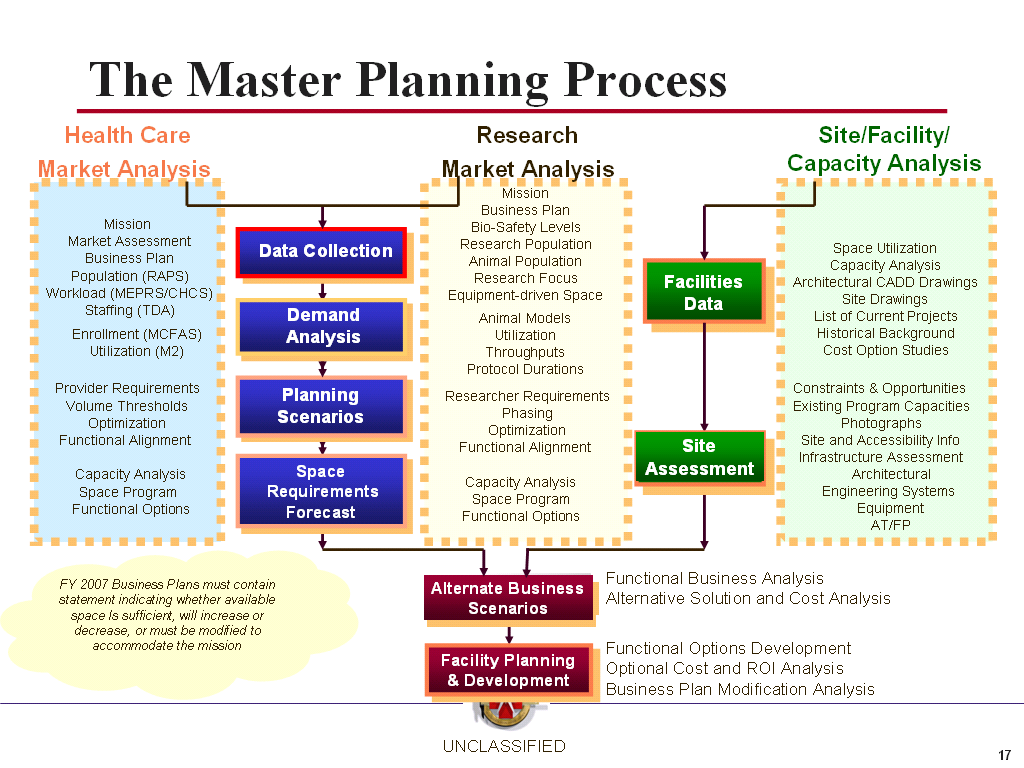 The Master Planning Process
Health Care
Market Analysis
Research
Market Analysis
Site/Facility/
Capacity Analysis
Mission
Market Assessment
Business Plan
Population (RAPS)
Workload (MEPRS/CHCS)
Staffing (TDA)
Enrollment (MCFAS)
Utilization (M2)
Provider Requirements
Volume Thresholds
Optimization
Functional Alignment
Capacity Analysis
Space Program
Functional Options
Data Collection
Demand
Analysis
Planning
Scenarios
Space
Requirements
Forecast
Mission
Business Plan
Bio-Safety Levels
Research Population
Animal Population
Research Focus
Equipment-driven Space
Animal Models
Utilization
Throughputs
Protocol Durations
Researcher Requirements
Phasing
Optimization
Functional Alignment
Capacity Analysis
Space Program
Functional Options
Facilities
Data
Site
Assessment
Space Utilization
Capacity Analysis
Architectural CADD Drawings
Site Drawings
List of Current Projects
Historical Background
Cost Option Studies
Constraints & Opportunities
Existing Program Capacities
Photographs
Site and Accessibility Info
Infrastructure Assessment
Architectural
Engineering Systems
Equipment
AT/FP
FY 2007 Business Plans must contain
statement indicating whether available
space Is sufficient, will increase or
decrease, or must be modified to
accommodate the mission
Alternate Business
Scenarios
Functional Business Analysis
Alternative Solution and Cost Analysis
Facility Planning
& Development
Functional Options Development
Optional Cost and ROI Analysis
Business Plan Modification Analysis
UNCLASSIFIED
17